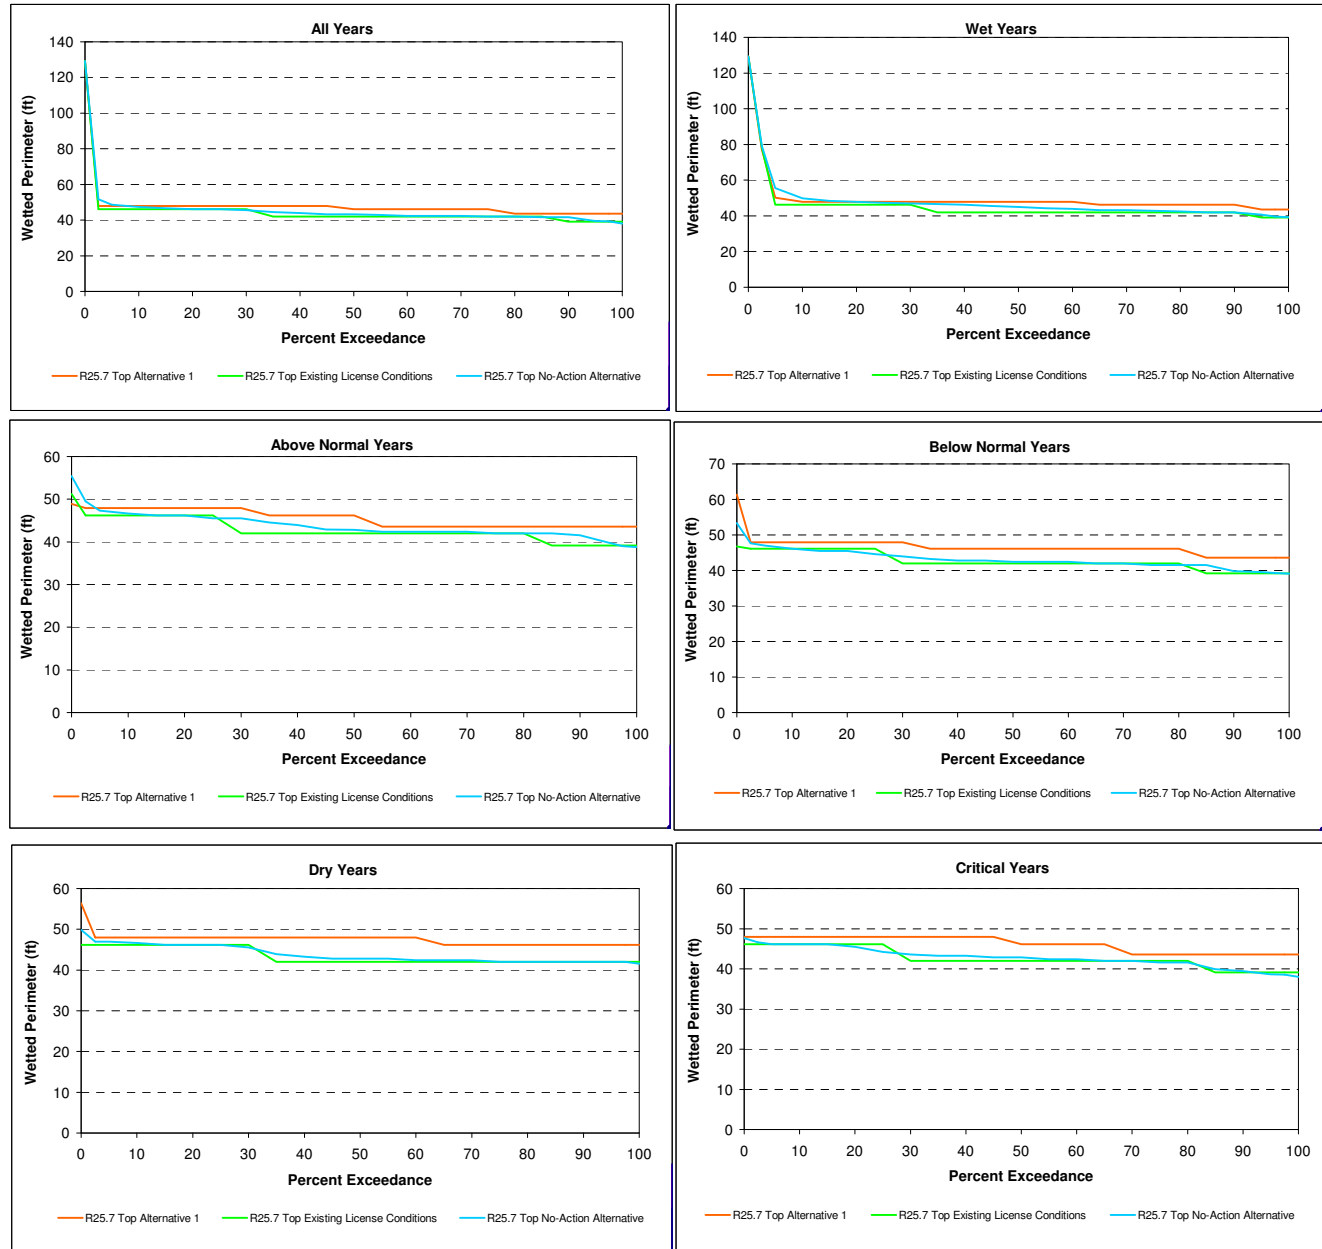 All Years
Wetted Perimeter (ft)
140
120
100
80
60
40
20
0
0 10 20 30 40 50 60 70 80 90 100
Percent Exceedance
R25.7 Top Alternative 1 R25.7 Top Existing License Conditions R25.7 Top No-Action Alternative
Wet Years
Wetted Perimeter (ft)
140
120
100
80
60
40
20
0
0 10 20 30 40 50 60 70 80 90 100
Percent Exceedance
R25.7 Top Alternative 1 R25.7 Top Existing License Conditions R25.7 Top No-Action Alternative
Above Normal Years
Wetted Perimeter (ft)
60
50
40
30
20
10
0
0 10 20 30 40 50 60 70 80 90 100
Percent Exceedance
R25.7 Top Alternative 1 R25.7 Top Existing License Conditions R25.7 Top No-Action Alternative
Below Normal Years
Wetted Perimeter (ft)
70
60
50
40
30
20
10
0
0 10 20 30 40 50 60 70 80 90 100
Percent Exceedance
R25.7 Top Alternative 1 R25.7 Top Existing License Conditions R25.7 Top No-Action Alternative
Dry Years
Wetted Perimeter (ft)
60
50
40
30
20
10
0
0 10 20 30 40 50 60 70 80 90 100
Percent Exceedance
R25.7 Top Alternative 1 R25.7 Top Existing License Conditions R25.7 Top No-Action Alternative
Critical Years
Wetted Perimeter (ft)
60
50
40
30
20
10
0
0 10 20 30 40 50 60 70 80 90 100
Percent Exceedance
R25.7 Top Alternative 1 R25.7 Top Existing License Conditions R25.7 Top No-Action Alternative